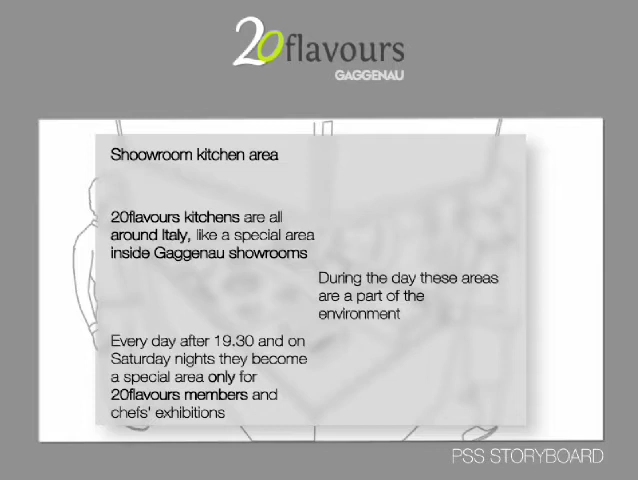 20flavours
GAGGENAU
Shoowroom kitchen area
20flavours kitchens are all
around Italy, like a special area
inside Gaggenau showrooms
During the day these areas
are a part of the
environment
Every day after 19.30 and on
Saturday nights they become
a special area only for
20flavours members and
chefs' exhibitions
PSS STORYBOARD